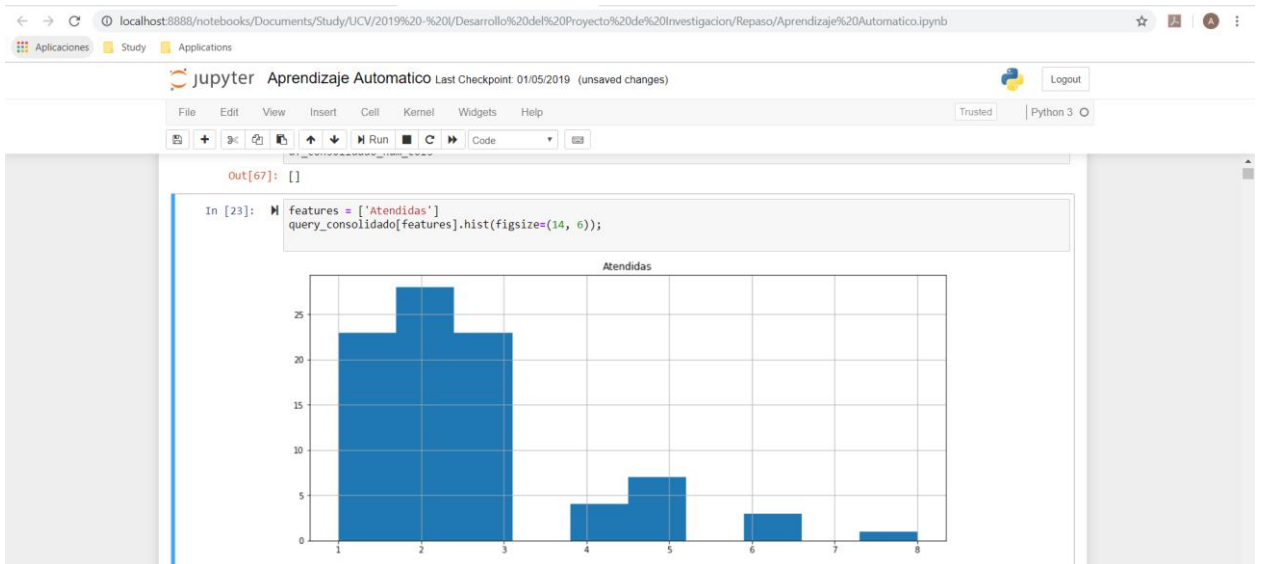 localhost:8888/notebooks/Documents/Study/UCV/2019%20-%20I/Desarrollo%20del%20Proyecto%20de%20Investigacion/Repaso/Aprendizaje%20Automatico.ipynb
A
Aplicaciones Study Applications
jupyter Aprendizaje Automatico Last Checkpoint: 01/05/2019 (unsaved changes)
Logout
File Edit View Insert Cell Kernel Widgets Help
Trusted Python 3
Run Code
Out[67]: []
In [23]: features = ['Atendidas']
query_consolidado[features].hist(figsize=(14, 6));
Atendidas
25
20
15
10
5
0
1 2 3 4 5 6 7 8